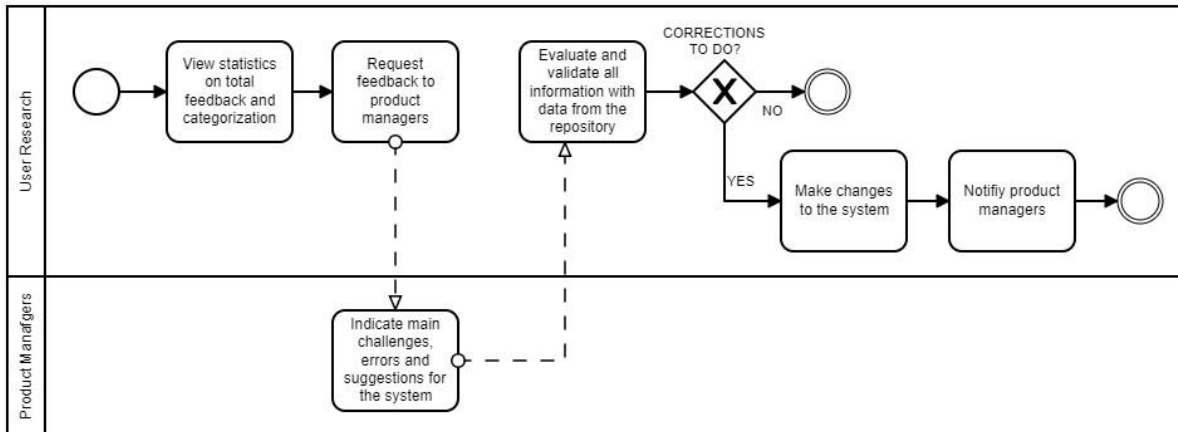 User Research
View statistics
on total
feedback and
categorization
Request
feedback to
product
managers
Evaluate and
validate all
information with
data from the
repository
CORRECTIONS
TO DO?
X
NO
YES
Make changes
to the system
Notifiy product
managers
Product Manafgers
Indicate main
challenges,
errors and
suggestions for
the system